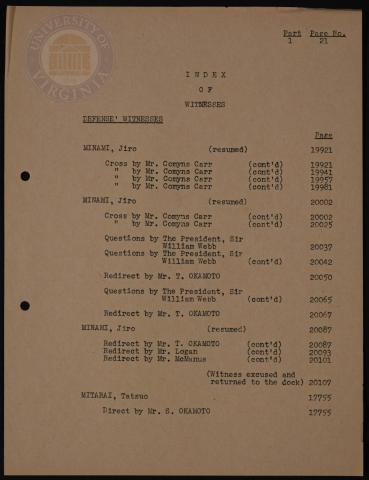 UNIVERSITY OF VIRGINIA
Part Page No.
1 21
I N D E X
O F
WITNESSES
DEFENSE' WITNESSES
Page
MINAMI, Jiro (resumed) 19921
Cross by Mr. Comyns Carr (cont'd) 19921
" by Mr. Comyns Carr (cont'd) 19941
" by Mr. Comyns Carr (cont'd) 19957
" by Mr. Comyns Carr (cont'd) 19981
MINAMI, Jiro (resumed) 20002
Cross by Mr. Comyns Carr (cont'd) 20002
" by Mr. Comyns Carr (cont'd) 20025
Questions by The President, Sir
William Webb 20037
Questions by The President, Sir
William Webb (cont'd) 20042
Redirect by Mr. T. OKAMOTO 20050
Questions by The President, Sir
William Webb (cont'd) 20065
Redirect by Mr. T. OKAMOTO 20067
MINAMI, Jiro (resumed) 20087
Redirect by Mr. T. OKAMOTO (cont'd) 20087
Redirect by Mr. Logan (cont'd) 20093
Redirect by Mr. McManus (cont'd) 20101
(Witness excused and
returned to the dock) 20107
MITARAI, Tatsuo 17755
Direct by Mr. S. OKAMOTO 17755